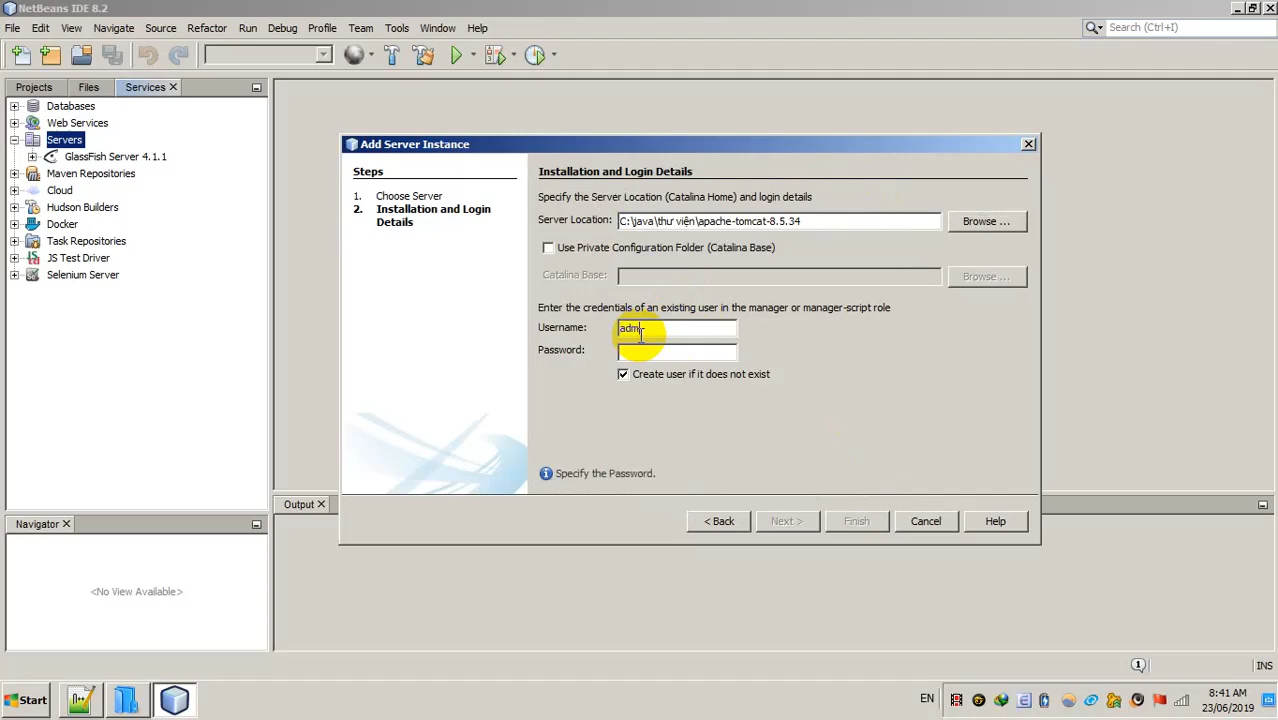 NetBeans IDE 8.2
File Edit View Navigate Source Refactor Run Debug Profile Team Tools Window Help
Search (Ctrl+I)
Projects Files Services
Databases
Web Services
Servers
GlassFish Server 4.1.1
Maven Repositories
Cloud
Hudson Builders
Docker
Task Repositories
JS Test Driver
Selenium Server
Add Server Instance
Steps
1. Choose Server
2. Installation and Login
Details
Installation and Login Details
Specify the Server Location (Catalina Home) and login details
Server Location: C:\java\thư viện\apache-tomcat-8.5.34 Browse ...
Use Private Configuration Folder (Catalina Base)
Catalina Base: Browse ...
Enter the credentials of an existing user in the manager or manager-script role
Username: adm
Password:
Create user if it does not exist
Specify the Password.
< Back Next > Finish Cancel Help
Output
Navigator
<No View Available>
1
INS
Start
EN
8:41 AM
23/06/2019